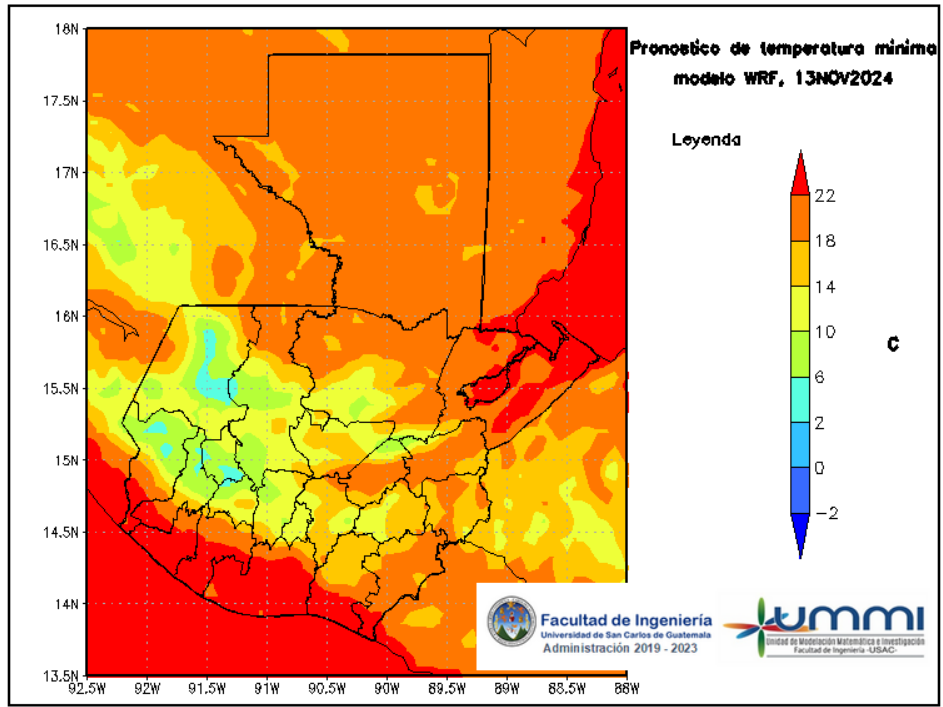 Pronostico de temperatura minima
modelo WRF, 13NOV2024
Leyenda
22
18
14
10
6
2
0
-2
C
18N
17.5N
17N
16.5N
16N
15.5N
15N
14.5N
14N
13.5N
92.5W
92W
91.5W
91W
90.5W
90W
89.5W
89W
88.5W
88W
Facultad de Ingeniería
Universidad de San Carlos de Guatemala
Administración 2019 - 2023
UMMI
Unidad de Modelación Matemática e Investigación
Facultad de Ingeniería -USAC-